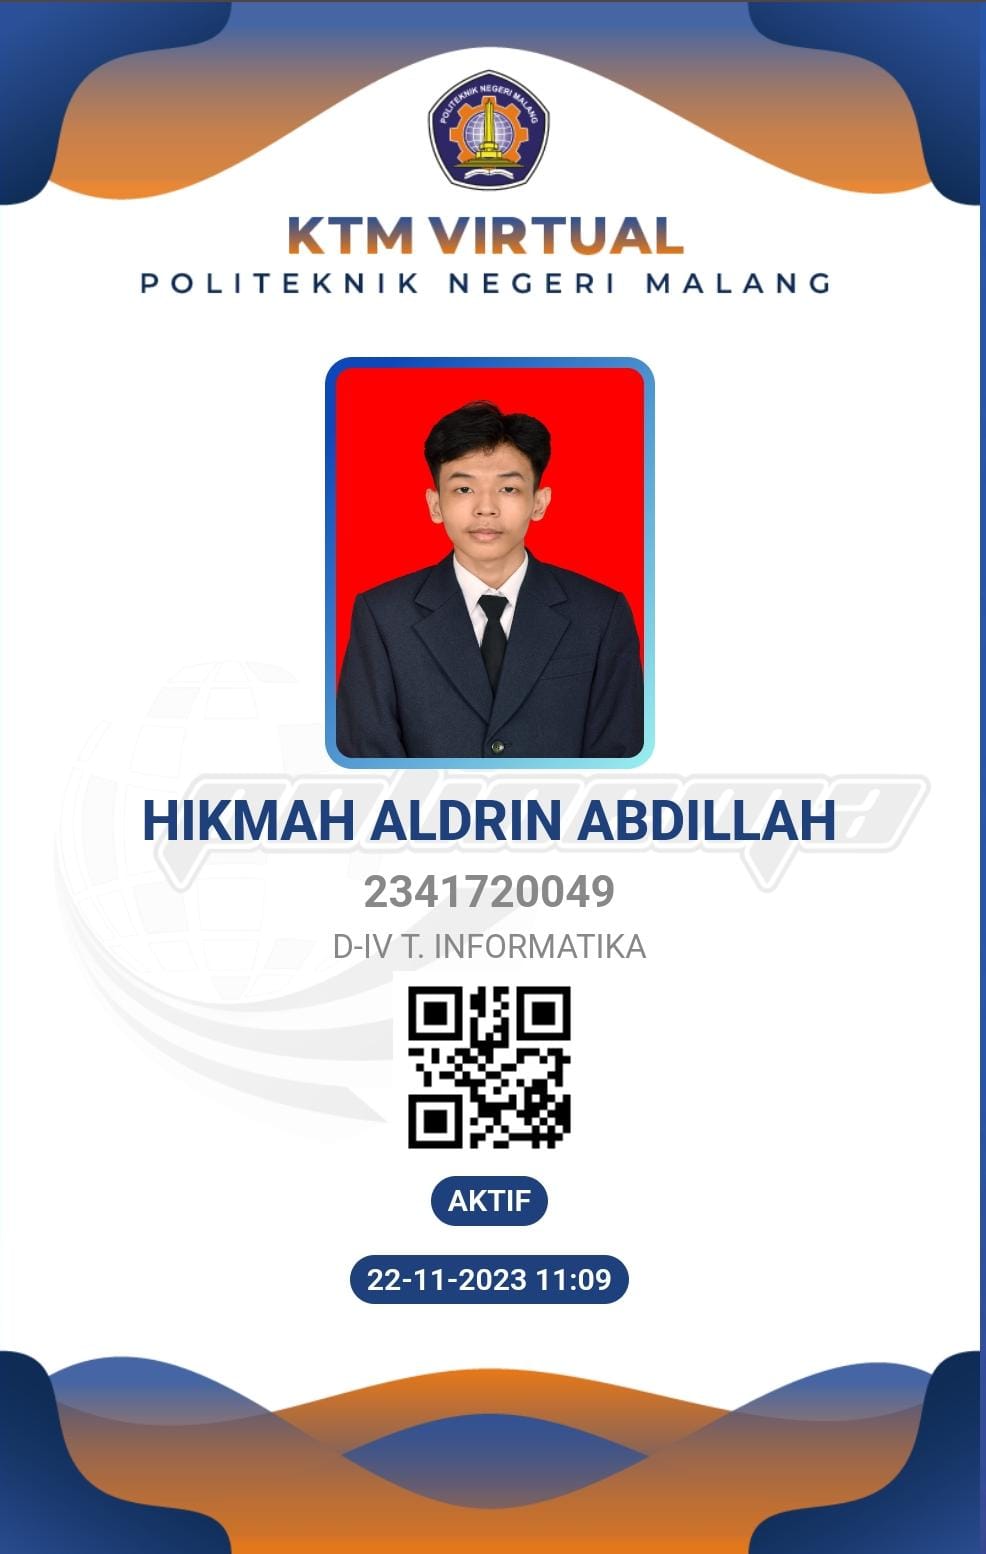 POLITEKNIK NEGERI MALANG
KTM VIRTUAL
POLITEKNIK NEGERI MALANG
polinema
HIKMAH ALDRIN ABDILLAH
2341720049
D-IV T. INFORMATIKA
AKTIF
22-11-2023 11:09